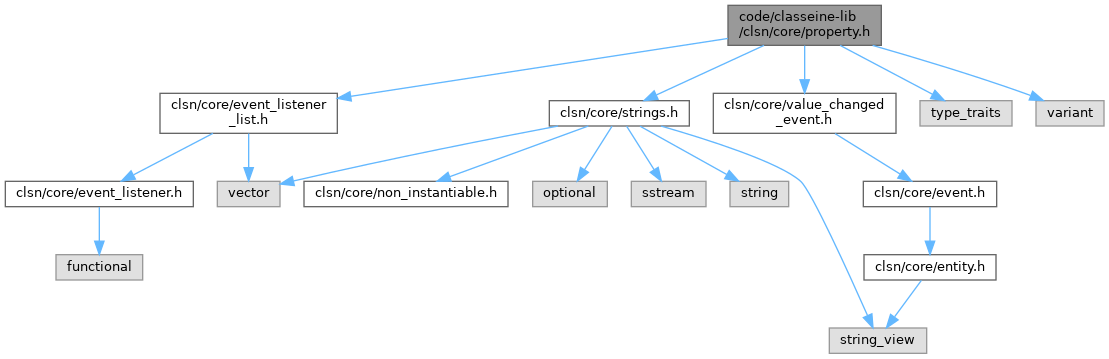 code/classeine-lib
/clsn/core/property.h
clsn/core/event_listener
_list.h
clsn/core/strings.h
clsn/core/value_changed
_event.h
type_traits
variant
clsn/core/event_listener.h
vector
clsn/core/non_instantiable.h
optional
sstream
string
clsn/core/event.h
functional
clsn/core/entity.h
string_view